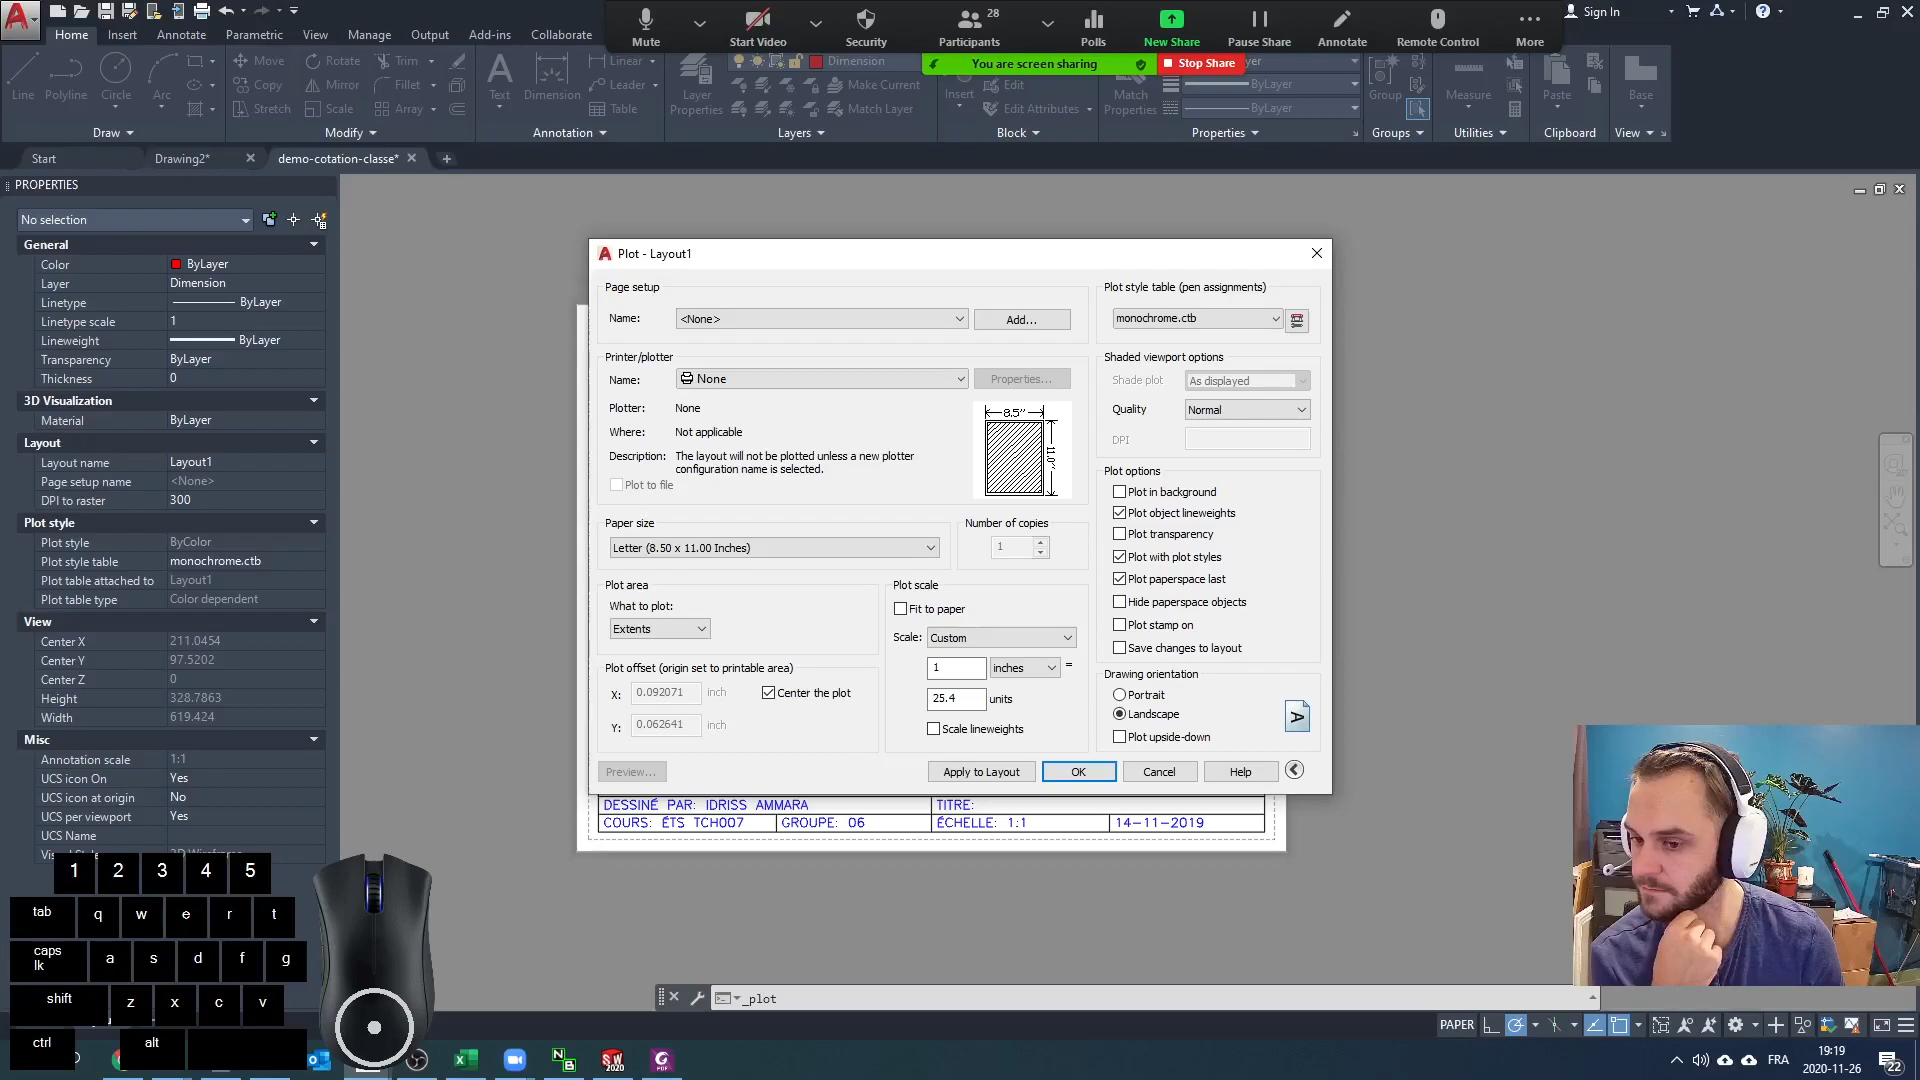 Sign In
28
Mute
Start Video
Security
Participants
Polls
New Share
Pause Share
Annotate
Remote Control
More
You are screen sharing
Stop Share
Home
Insert
Annotate
Parametric
View
Manage
Output
Add-ins
Collaborate
Line
Polyline
Circle
Arc
Draw
Move
Rotate
Trim
Copy
Mirror
Fillet
Stretch
Scale
Array
Modify
Text
Dimension
Linear
Leader
Table
Annotation
Layer
Properties
Dimension
Make Current
Match Layer
Layers
Insert
Edit
Edit Attributes
Block
Match
Properties
ByLayer
ByLayer
Properties
Group
Groups
Measure
Utilities
Paste
Clipboard
Base
View
Start
Drawing2*
demo-cotation-classe*
PROPERTIES
No selection
General
Color ByLayer
Layer Dimension
Linetype ByLayer
Linetype scale 1
Lineweight ByLayer
Transparency ByLayer
Thickness 0
3D Visualization
Material ByLayer
Layout
Layout name Layout1
Page setup name <None>
DPI to raster 300
Plot style
Plot style ByColor
Plot style table monochrome.ctb
Plot table attached to Layout1
Plot table type Color dependent
View
Center X 211.0454
Center Y 97.5202
Center Z 0
Height 328.7863
Width 619.424
Misc
Annotation scale 1:1
UCS icon On Yes
UCS icon at origin No
UCS per viewport Yes
UCS Name
Plot - Layout1
Page setup
Name: <None> Add...
Printer/plotter
Name: None Properties...
Plotter: None
Where: Not applicable
Description: The layout will not be plotted unless a new plotter
configuration name is selected.
Plot to file
8.5''
11.0''
Paper size
Letter (8.50 x 11.00 Inches)
Number of copies
1
Plot area
What to plot:
Extents
Plot offset (origin set to printable area)
X: 0.092071 inch
Center the plot
Y: 0.062641 inch
Plot scale
Fit to paper
Scale: Custom
1 inches =
25.4 units
Scale lineweights
Plot style table (pen assignments)
monochrome.ctb
Shaded viewport options
Shade plot As displayed
Quality Normal
DPI
Plot options
Plot in background
Plot object lineweights
Plot transparency
Plot with plot styles
Plot paperspace last
Hide paperspace objects
Plot stamp on
Save changes to layout
Drawing orientation
Portrait
Landscape
Plot upside-down
Preview...
Apply to Layout
OK
Cancel
Help
DESSINÉ PAR: IDRISS AMMARA
TITRE:
COURS: ÉTS TCH007
GROUPE: 06
ÉCHELLE: 1:1
14-11-2019
1 2 3 4 5
tab q w e r t
caps lk a s d f g
shift z x c v
ctrl alt
_plot
PAPER
FRA
19:19
2020-11-26
22